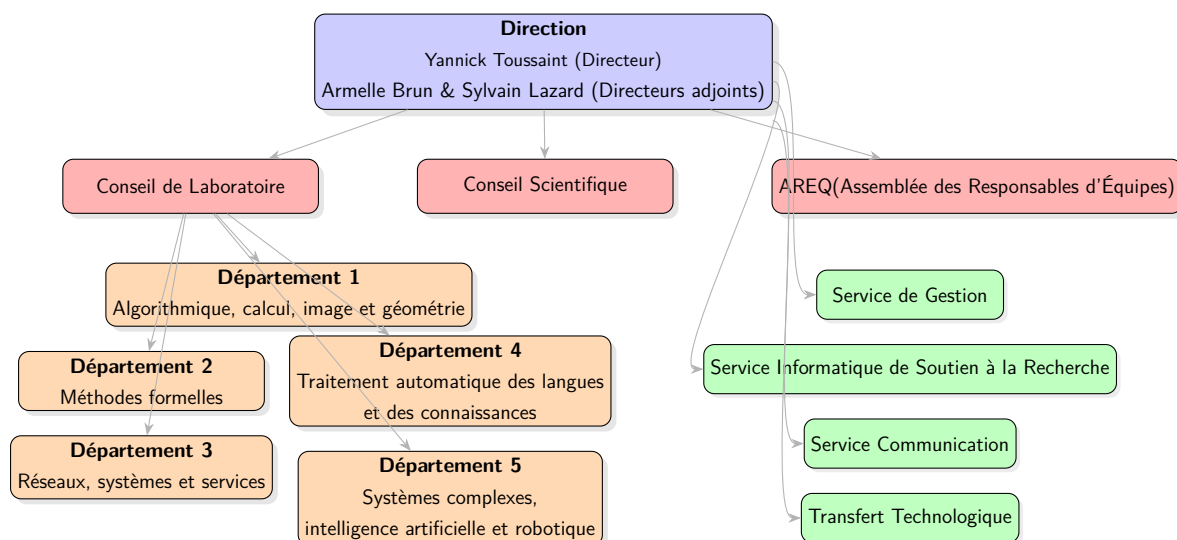 Direction
Yannick Toussaint (Directeur)
Armelle Brun & Sylvain Lazard (Directeurs adjoints)
Conseil de Laboratoire
Conseil Scientifique
AREQ(Assemblée des Responsables d'Équipes)
Département 1
Algorithmique, calcul, image et géométrie
Département 2
Méthodes formelles
Département 3
Réseaux, systèmes et services
Département 4
Traitement automatique des langues
et des connaissances
Département 5
Systèmes complexes,
intelligence artificielle et robotique
Service de Gestion
Service Informatique de Soutien à la Recherche
Service Communication
Transfert Technologique